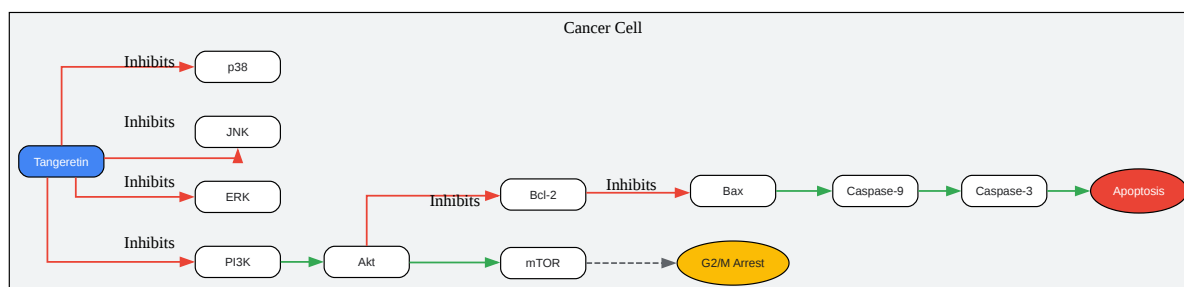 Cancer Cell
Inhibits
p38
Inhibits
JNK
Tangeretin
Inhibits
ERK
Inhibits
Bcl-2
Inhibits
Bax
Caspase-9
Caspase-3
Apoptosis
Inhibits
PI3K
Akt
mTOR
G2/M Arrest